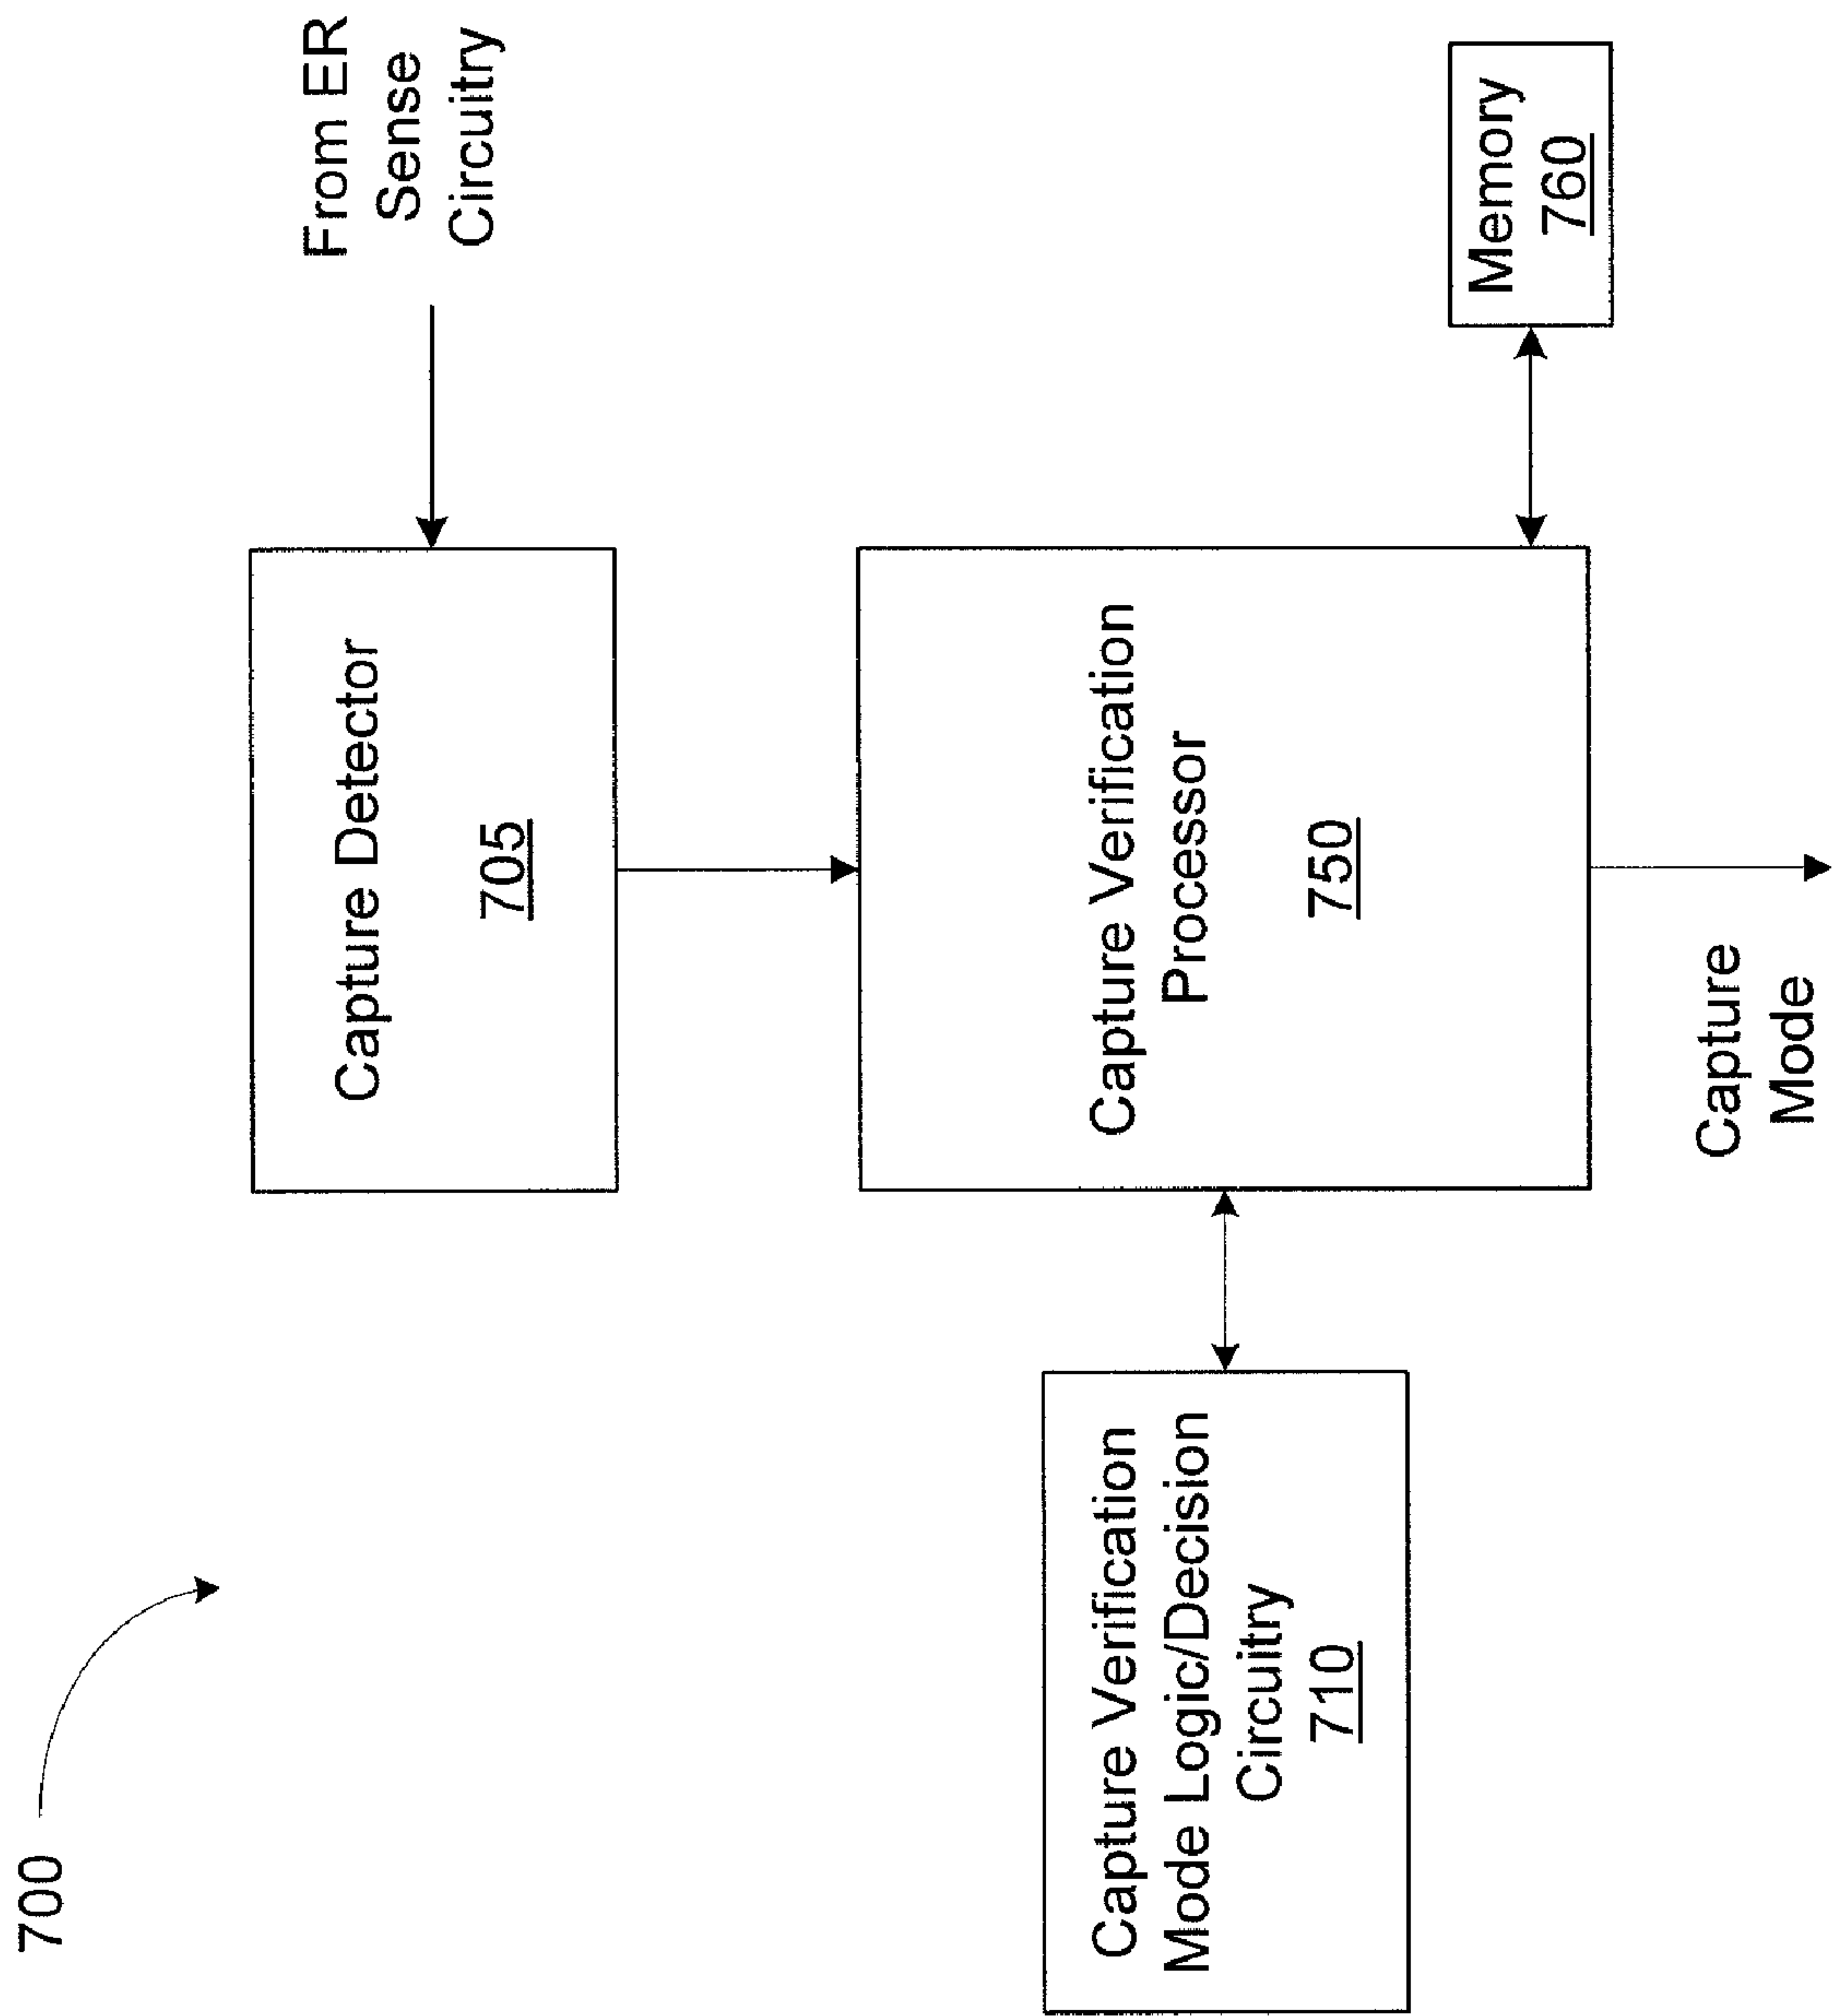 700
From ER
Sense
Circuitry
Capture Detector
705
Capture Verification
Processor
750
Memory
760
Capture Verification
Mode Logic/Decision
Circuitry
710
Capture
Mode